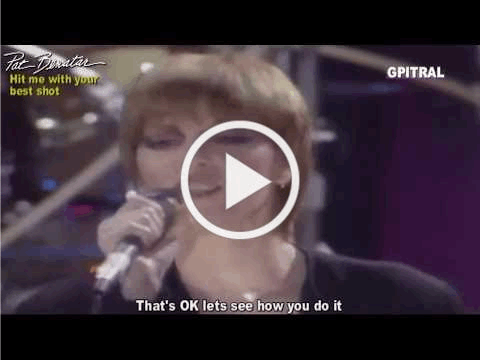 Pat Benatar
Hit me with your
best shot
GPITRAL
That's OK lets see how you do it